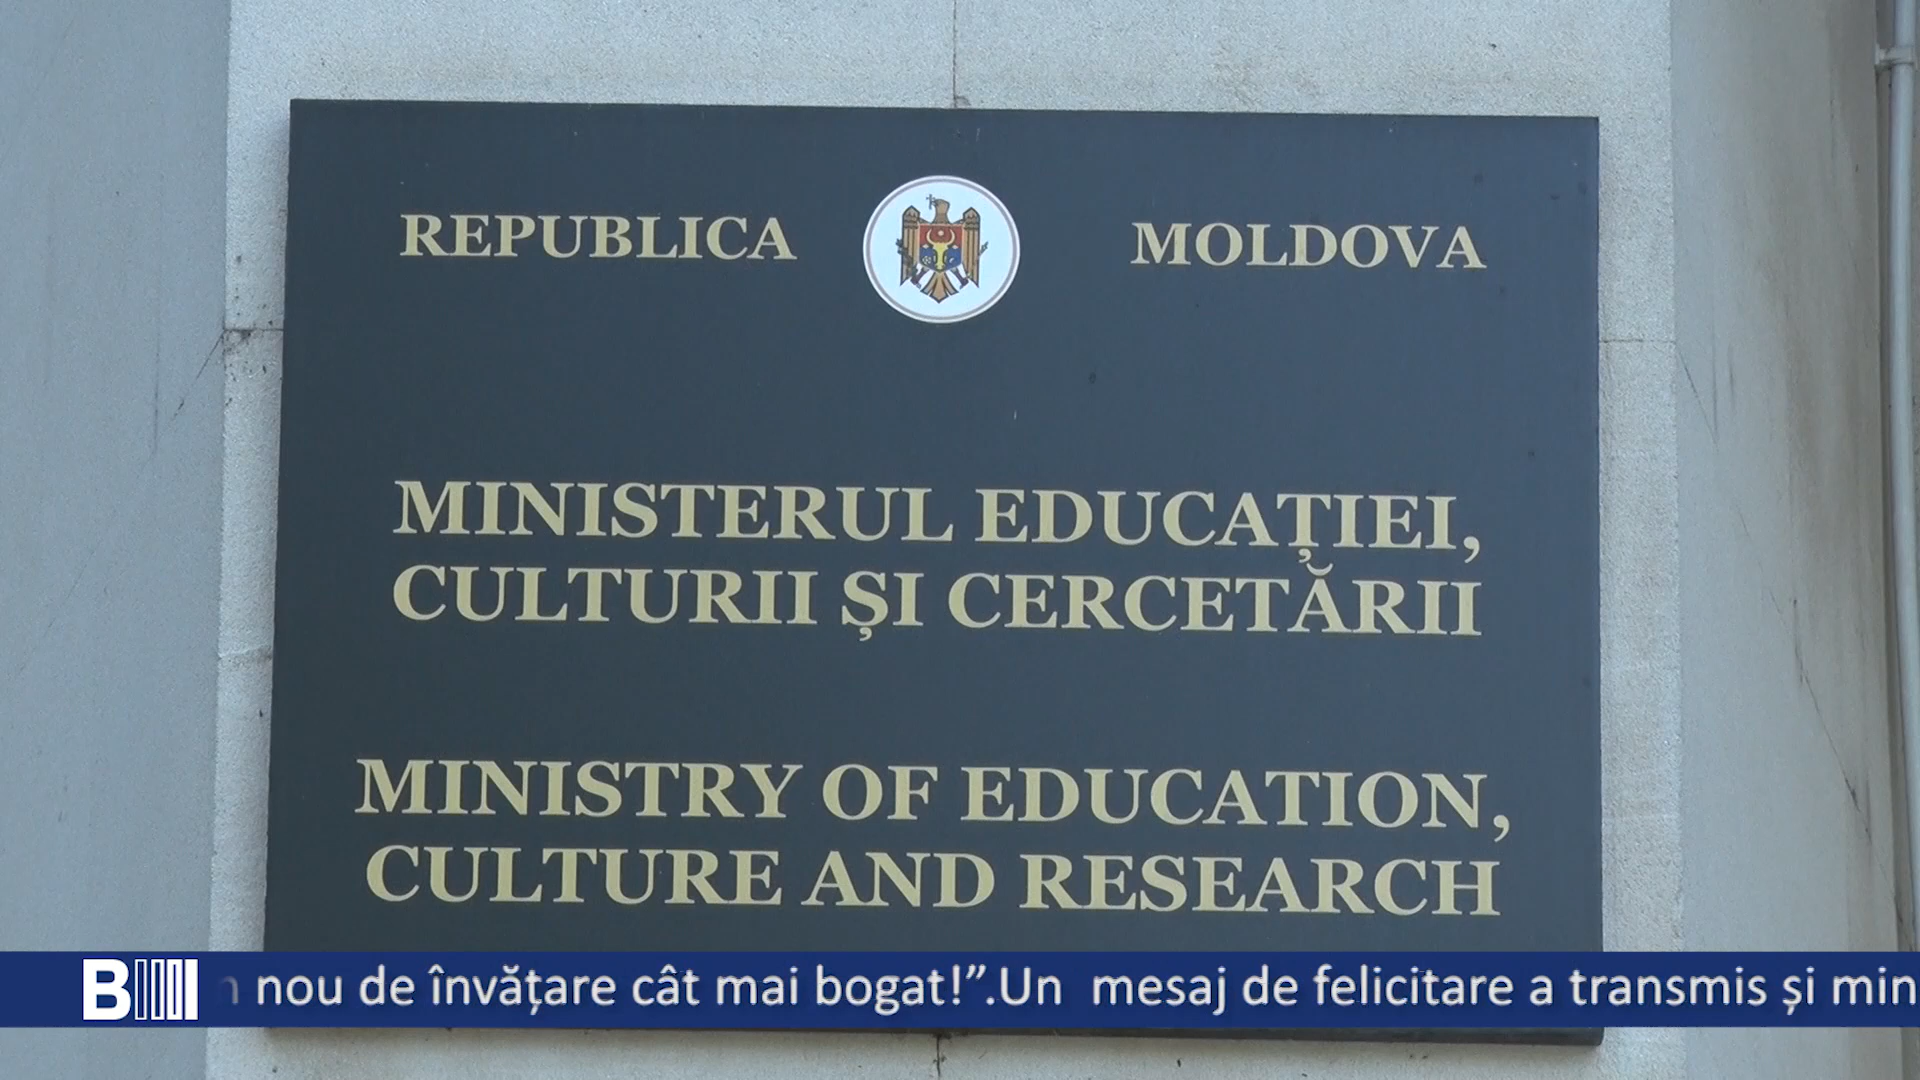 REPUBLICA MOLDOVA
MINISTERUL EDUCAȚIEI,
CULTURII ȘI CERCETĂRII
MINISTRY OF EDUCATION,
CULTURE AND RESEARCH
B nou de învățare cât mai bogat!”.Un mesaj de felicitare a transmis și min